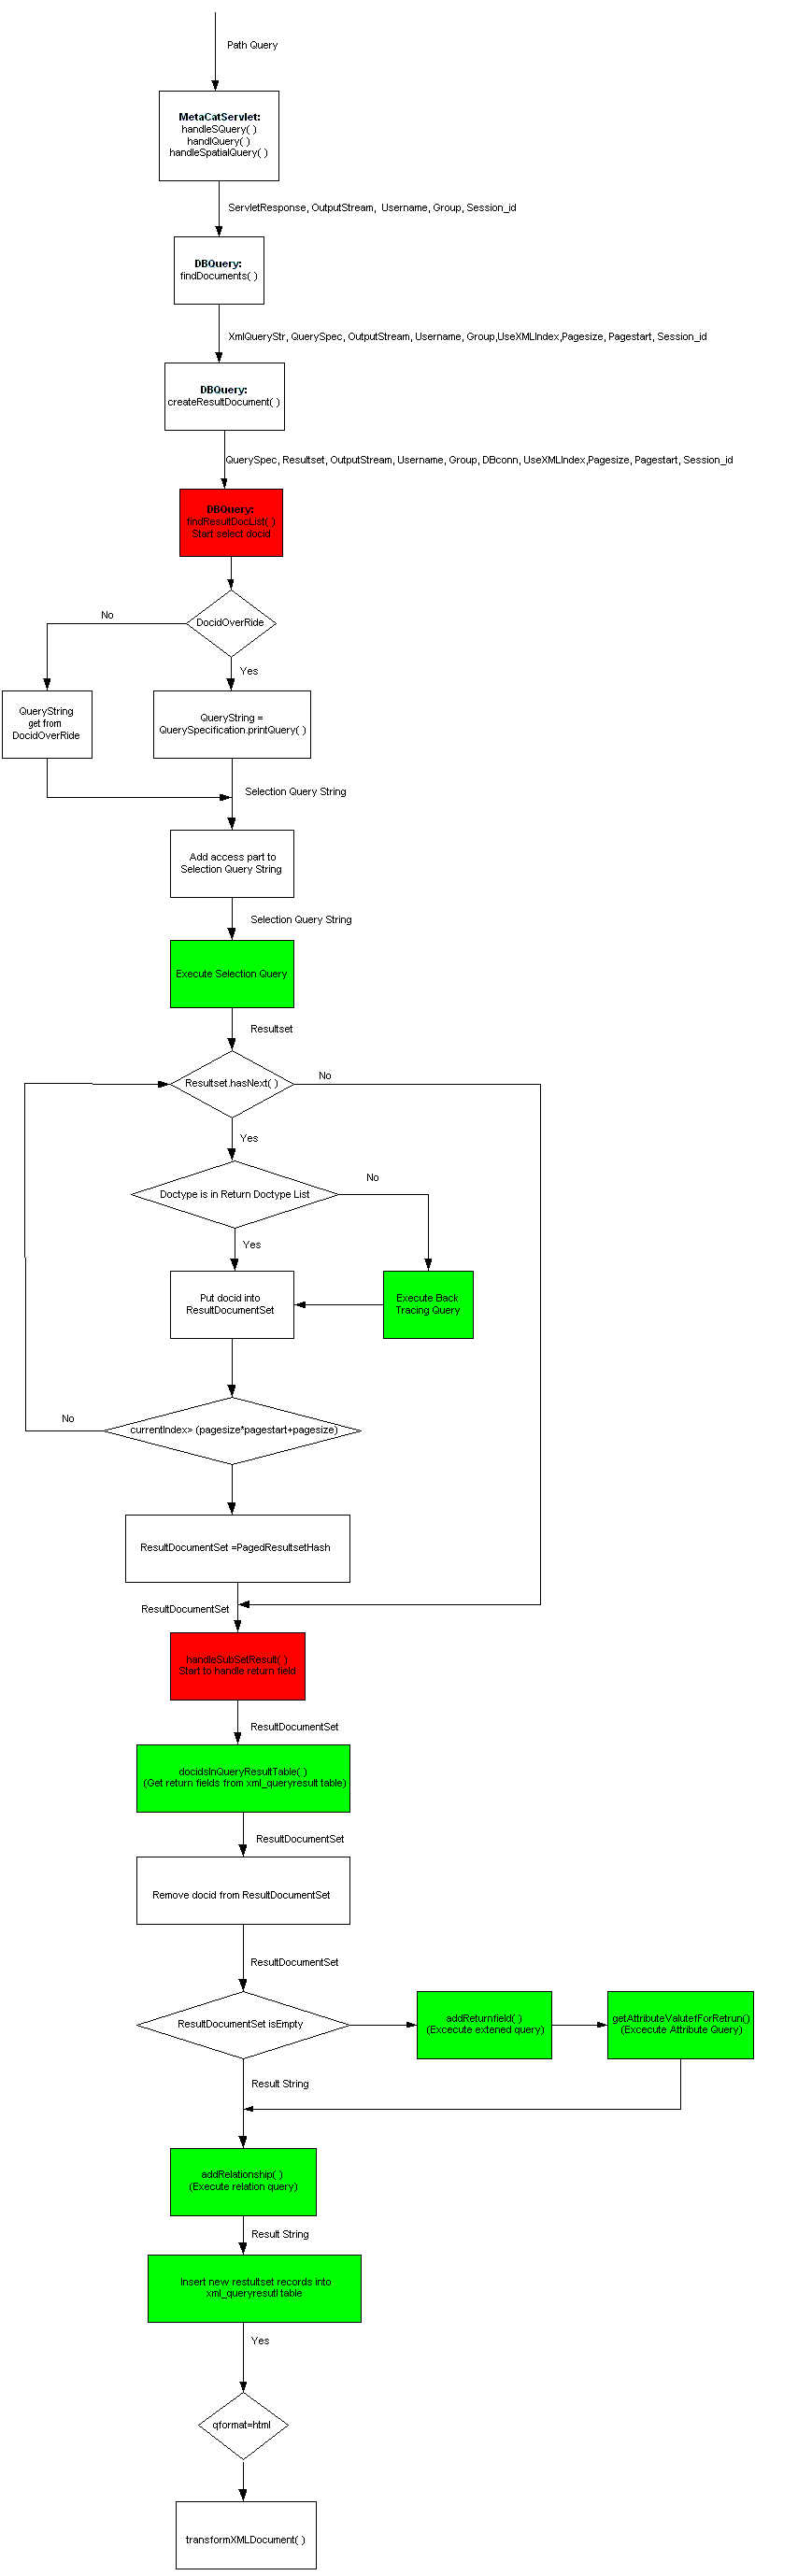 Path Query
MetaCatServlet:
handleSQuery( )
handlQuery( )
handleSpatialQuery( )
ServletResponse, OutputStream, Username, Group, Session_id
DBQuery:
findDocuments( )
XmlQueryStr, QuerySpec, OutputStream, Username, Group,UseXMLIndex,Pagesize, Pagestart, Session_id
DBQuery:
createResultDocument( )
QuerySpec, Resultset, OutputStream, Username, Group, DBconn, UseXMLIndex,Pagesize, Pagestart, Session_id
DBQuery:
findResultDocList( )
Start select docid
No
DocidOverRide
Yes
QueryString
get from
DocidOverRide
QueryString =
QuerySpecification.printQuery( )
Selection Query String
Add access part to
Selection Query String
Selection Query String
Execute Selection Query
Resultset
Resultset.hasNext( )
No
Yes
Doctype is in Return Doctype List
No
Yes
Put docid into
ResultDocumentSet
Execute Back
Tracing Query
No
currentIndex> (pagesize*pagestart+pagesize)
ResultDocumentSet =PagedResultsetHash
ResultDocumentSet
handleSubSetResult( )
Start to handle return field
ResultDocumentSet
docidsInQueryResultTable( )
(Get return fields from xml_queryresult table)
ResultDocumentSet
Remove docid from ResultDocumentSet
ResultDocumentSet
ResultDocumentSet isEmpty
addReturnfield( )
(Excecute extened query)
getAttributeValutefForRetrun()
(Excecute Attribute Query)
Result String
addRelationship( )
(Execute relation query)
Result String
Insert new restultset records into
xml_queryresutl table
Yes
qformat=html
transformXMLDocument( )